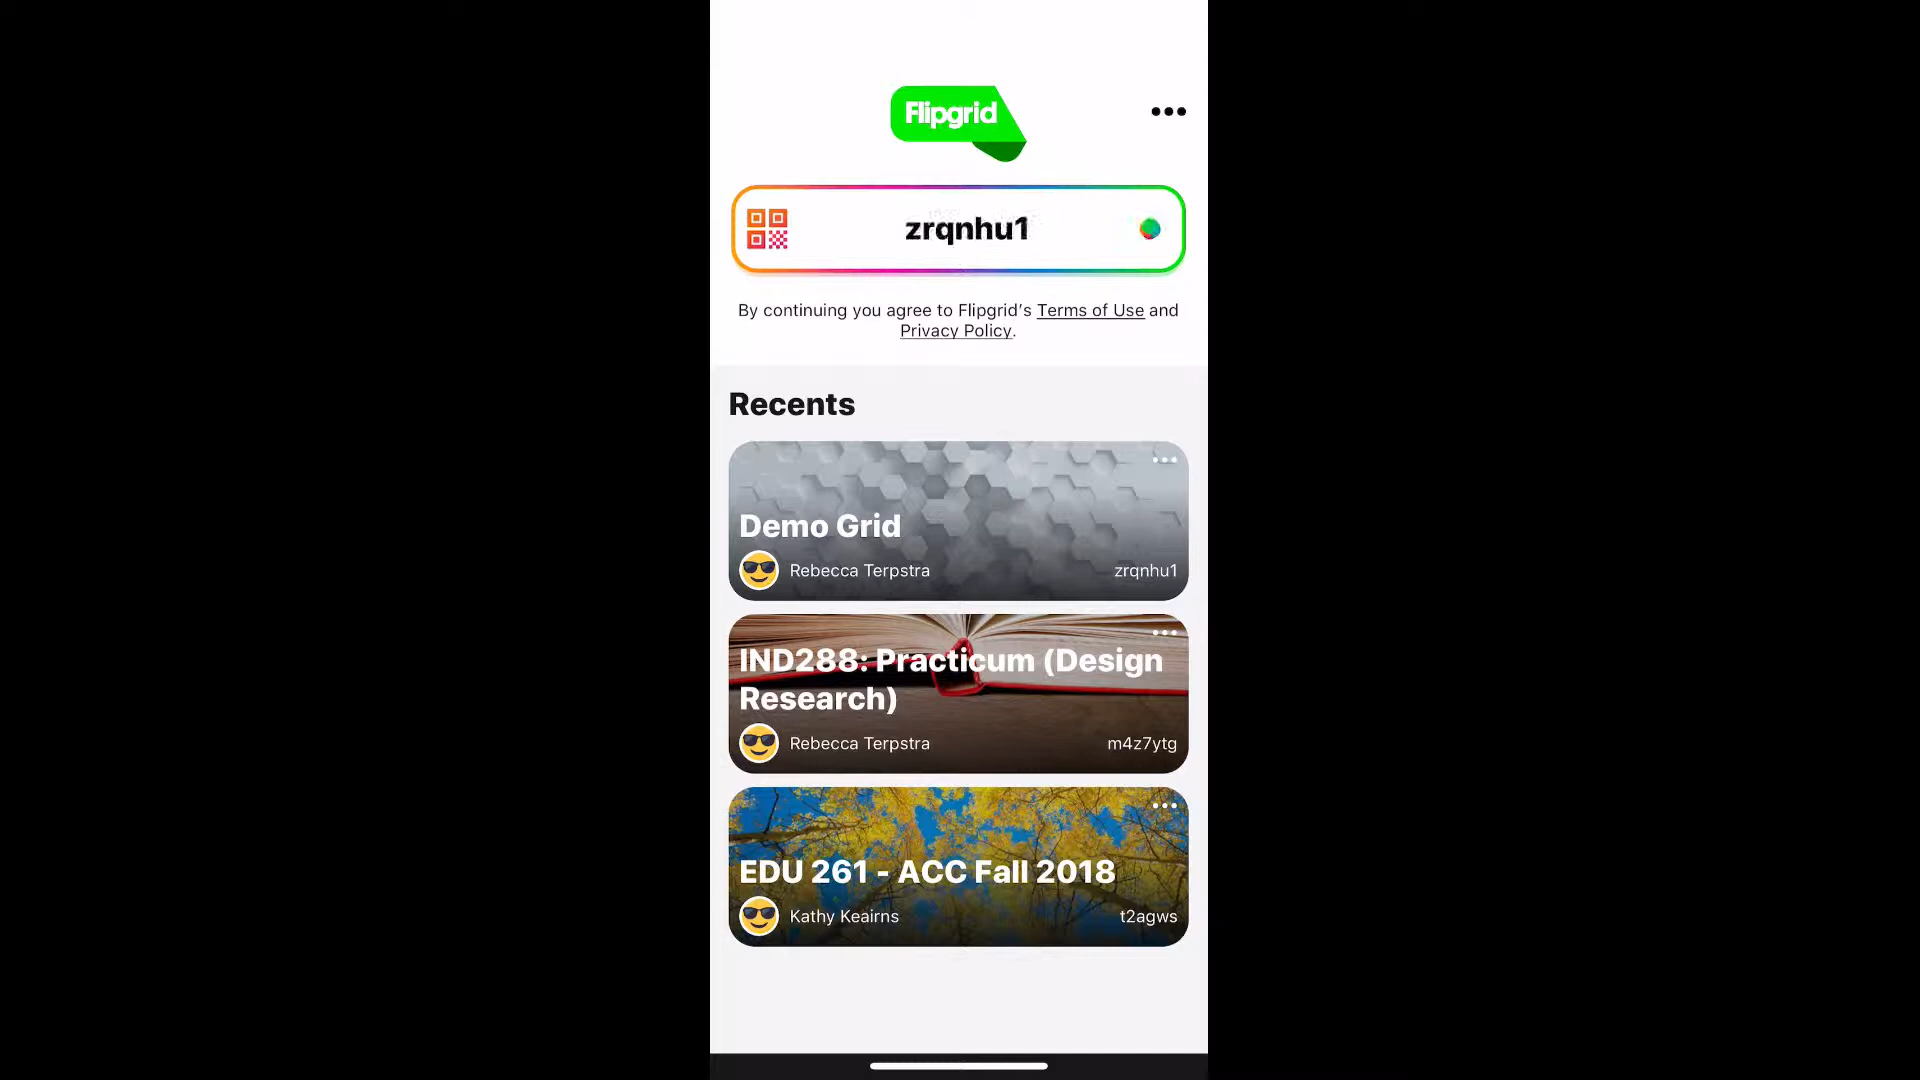 Flipgrid
zrqnhu1
By continuing you agree to Flipgrid's Terms of Use and
Privacy Policy.
Recents
Demo Grid
Rebecca Terpstra
zrqnhu1
IND288: Practicum (Design
Research)
Rebecca Terpstra
m4z7ytg
EDU 261 - ACC Fall 2018
Kathy Keairns
t2agws